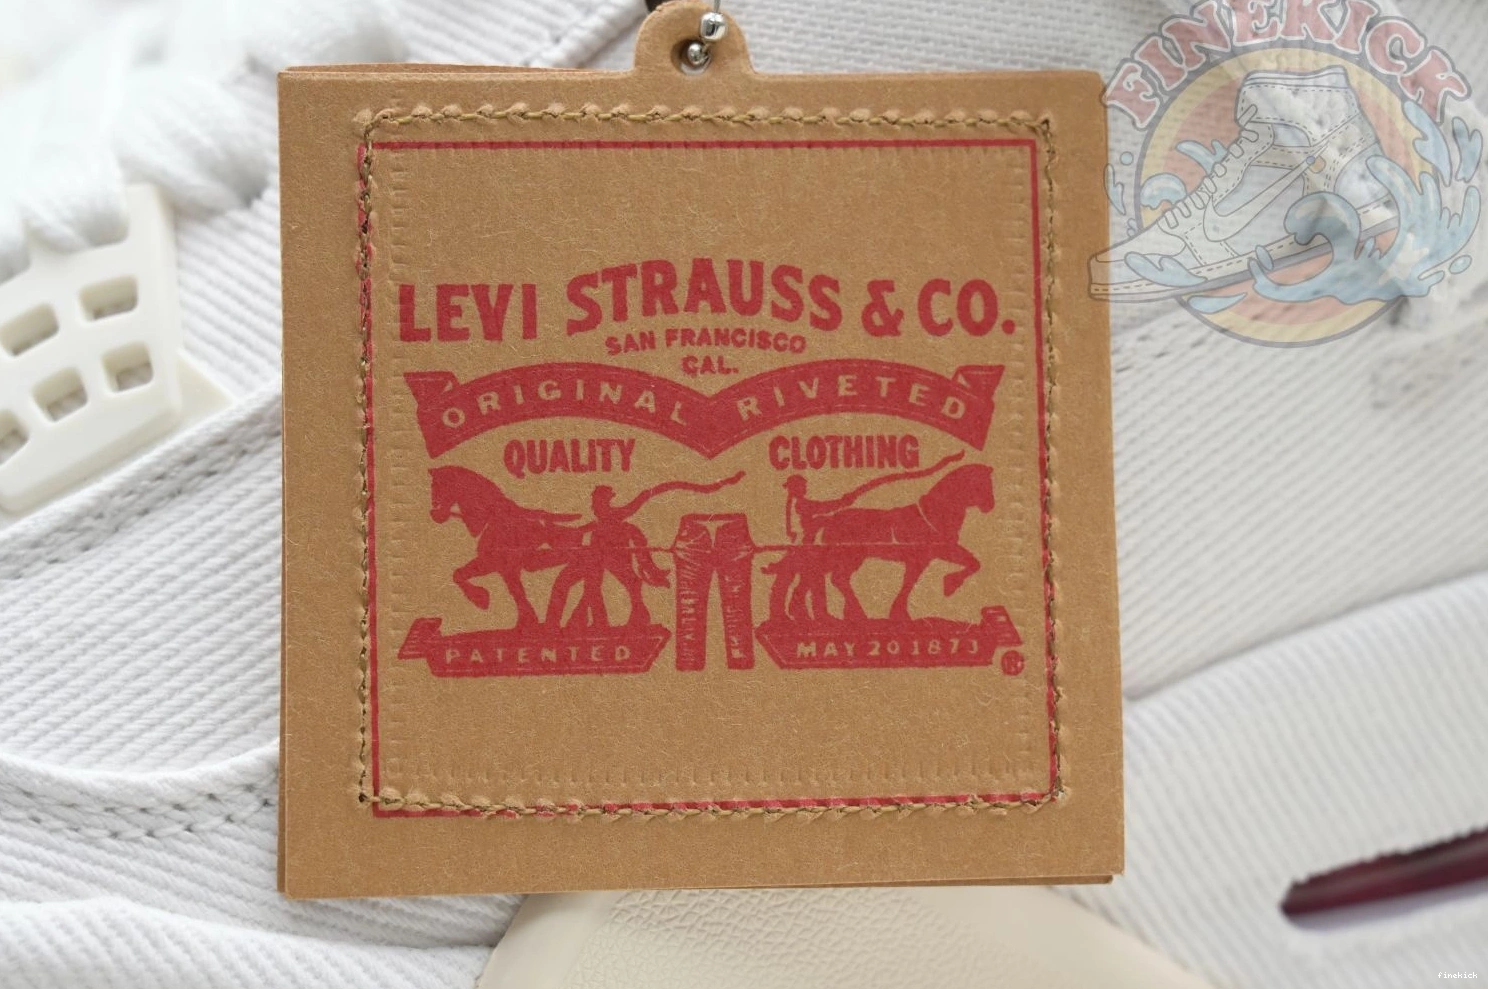 FINEKICK
LEVI STRAUSS & CO.
SAN FRANCISCO
CAL.
ORIGINAL RIVETED
QUALITY CLOTHING
PATENTED MAY 20 1873
®
finekick